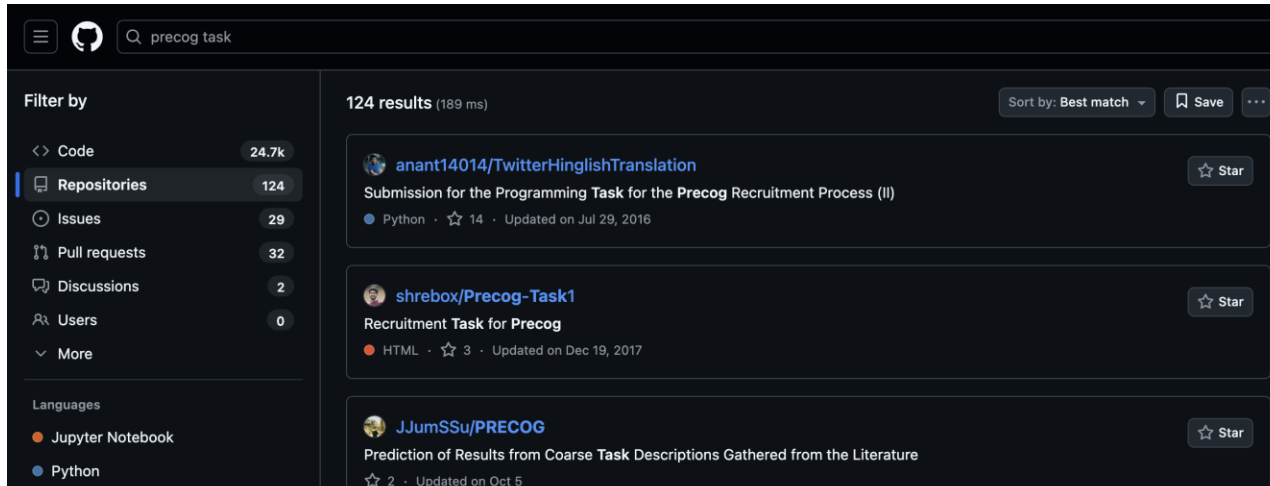 precog task
Filter by
Code 24.7k
Repositories 124
Issues 29
Pull requests 32
Discussions 2
Users 0
More
Languages
Jupyter Notebook
Python
124 results (189 ms)
Sort by: Best match
Save
anant14014/TwitterHinglishTranslation
Star
Submission for the Programming Task for the Precog Recruitment Process (II)
Python · 14 · Updated on Jul 29, 2016
shrebox/Precog-Task1
Star
Recruitment Task for Precog
HTML · 3 · Updated on Dec 19, 2017
JJumSSu/PRECOG
Star
Prediction of Results from Coarse Task Descriptions Gathered from the Literature
2 · Updated on Oct 5